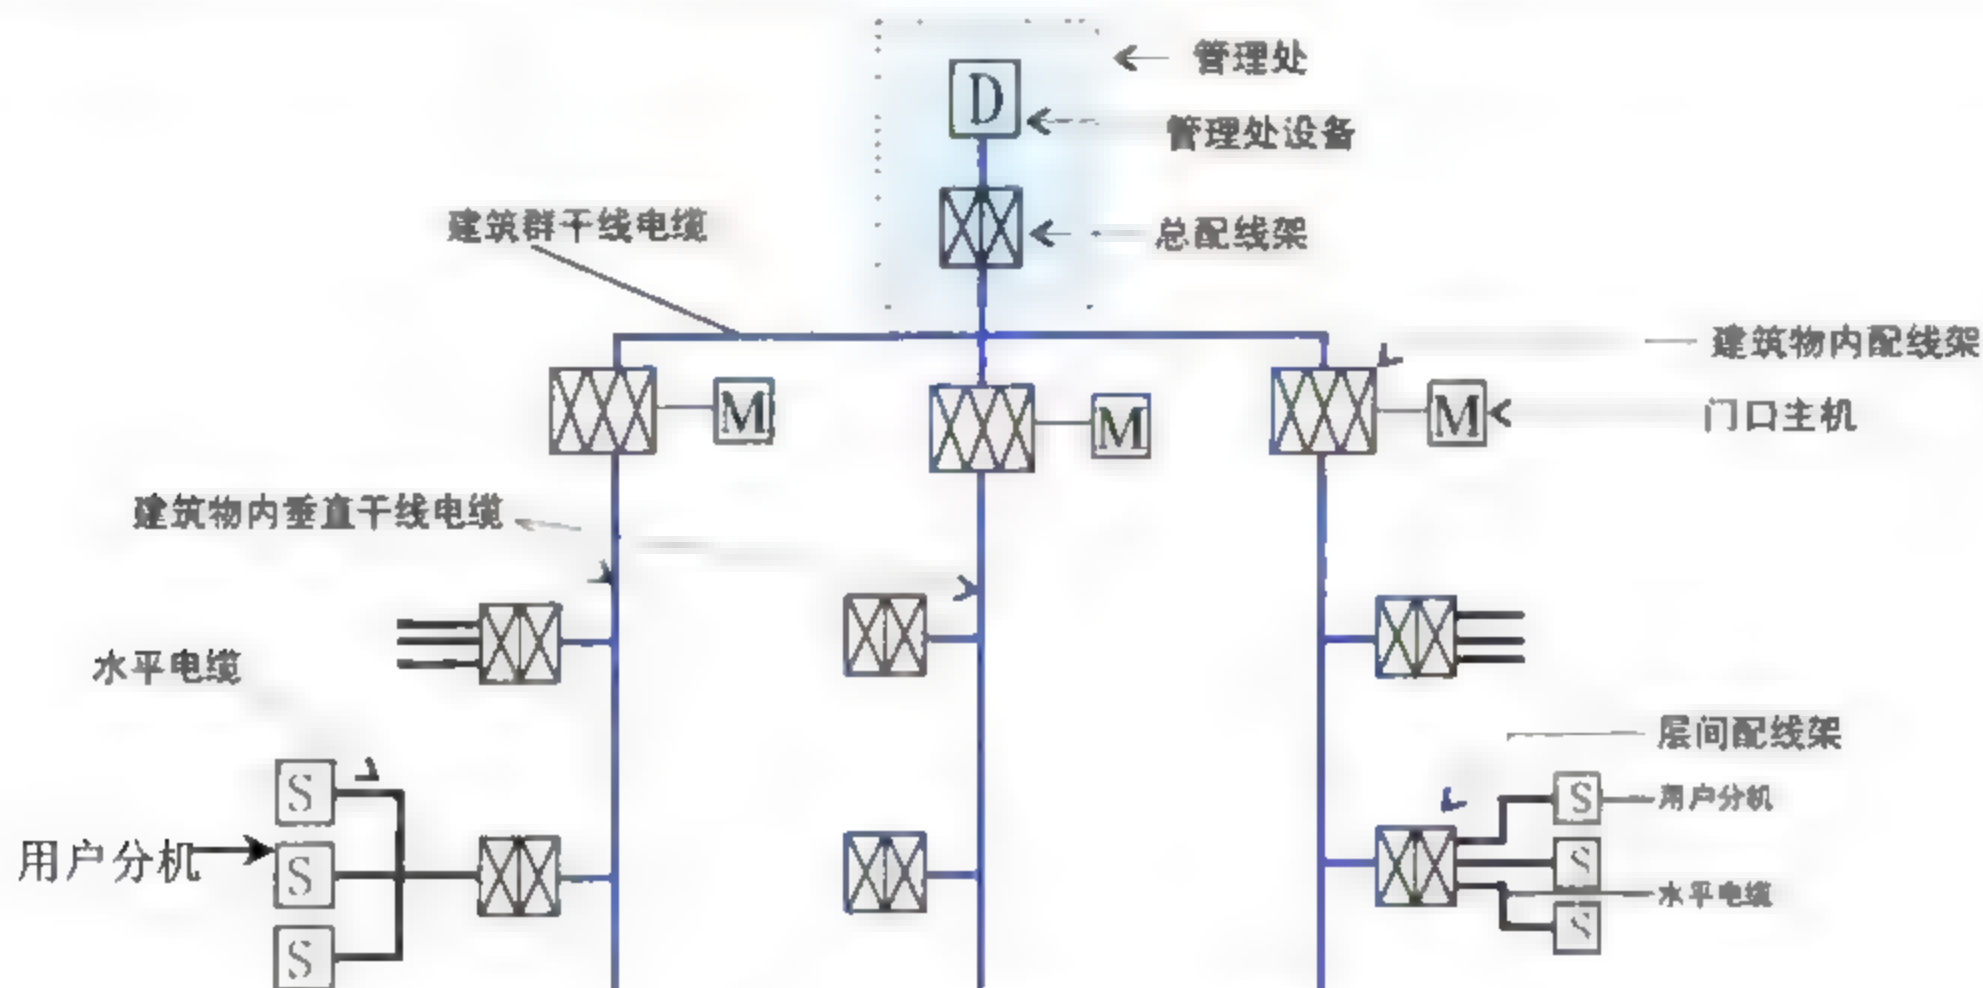 管理处
D
管理处设备
建筑群干线电缆
总配线架
建筑物内配线架
M
M
M
门口主机
建筑物内垂直干线电缆
水平电缆
层间配线架
S
S
用户分机
用户分机
S
S
水平电缆
S
S